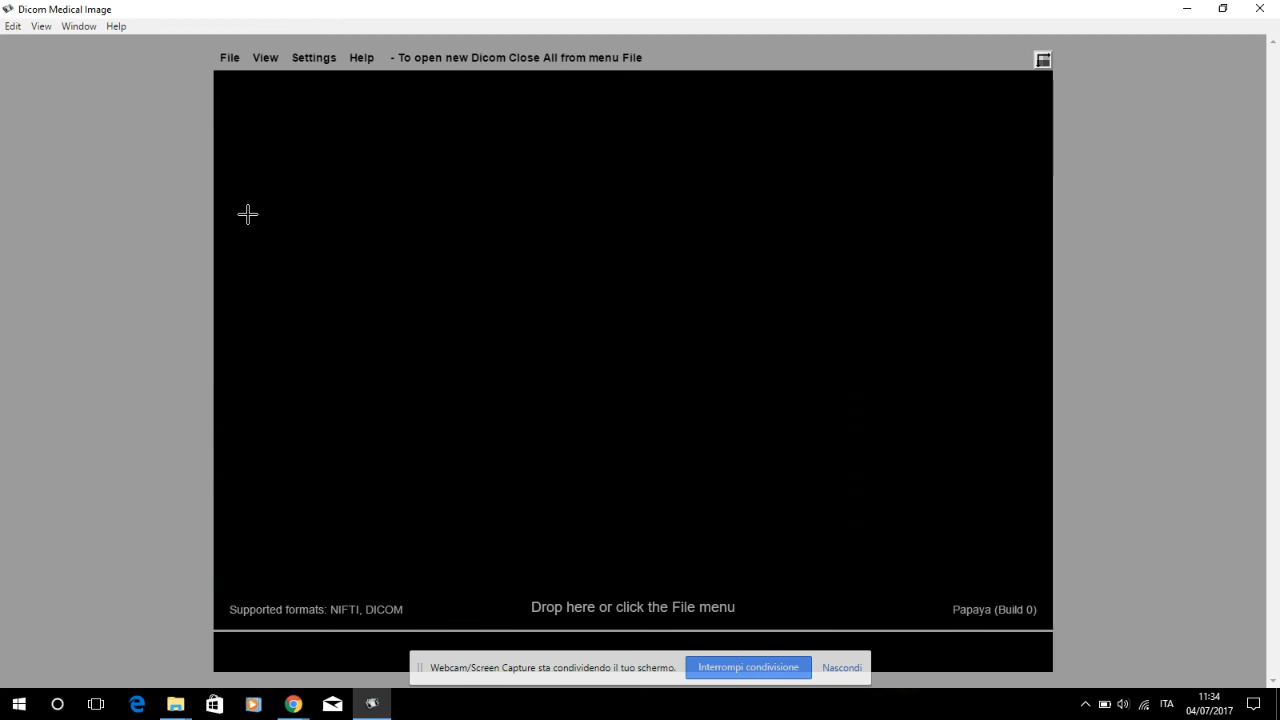 Dicom Medical Image
Edit View Window Help
File View Settings Help - To open new Dicom Close All from menu File
Supported formats: NIFTI, DICOM
Drop here or click the File menu
Papaya (Build 0)
Webcam/Screen Capture sta condividendo il tuo schermo.
Interrompi condivisione
Nascondi
ITA
11:34
04/07/2017